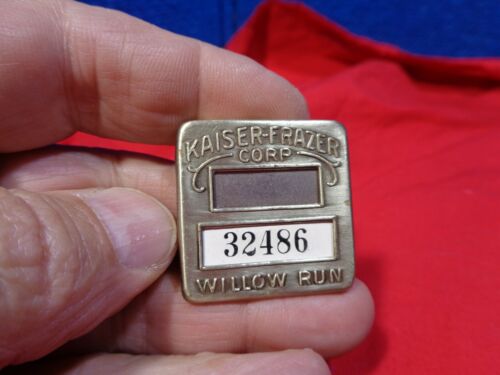 KAISER-FRAZER
CORP
32486
WILLOW RUN